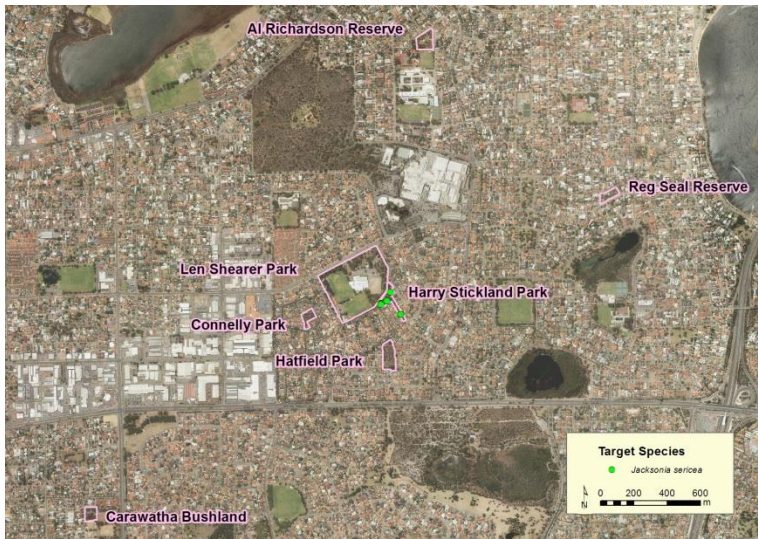 Al Richardson Reserve
Reg Seal Reserve
Len Shearer Park
Harry Stickland Park
Connelly Park
Hatfield Park
Carawatha Bushland
Target Species
Jacksonia sericea
N
0 200 400 600
m